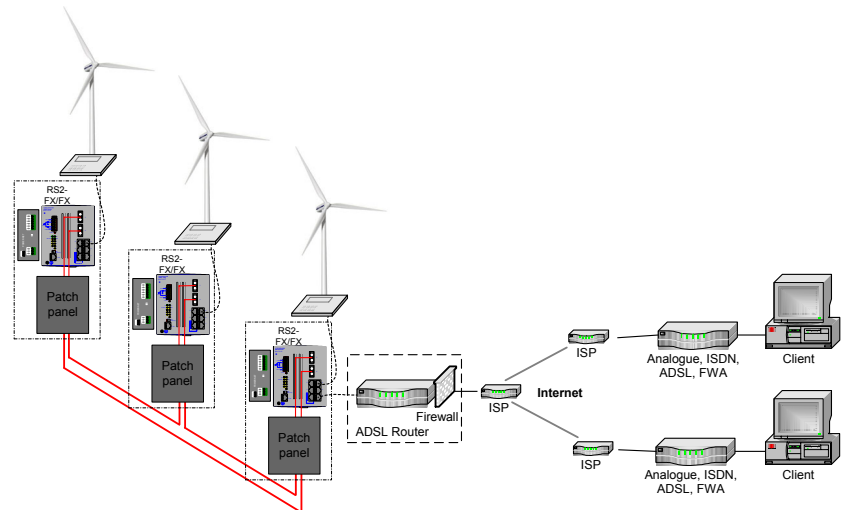 RS2-
FX/FX
Patch
panel
RS2-
FX/FX
Patch
panel
RS2-
FX/FX
Patch
panel
Firewall
ADSL Router
ISP
Internet
ISP
Analogue, ISDN,
ADSL, FWA
Client
ISP
Analogue, ISDN,
ADSL, FWA
Client